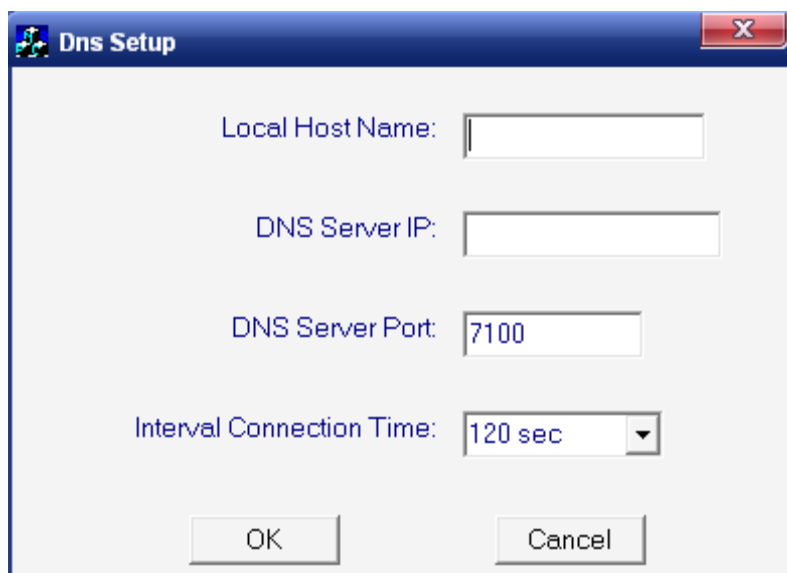 Dns Setup
Local Host Name:
DNS Server IP:
DNS Server Port: 7100
Interval Connection Time: 120 sec
OK Cancel